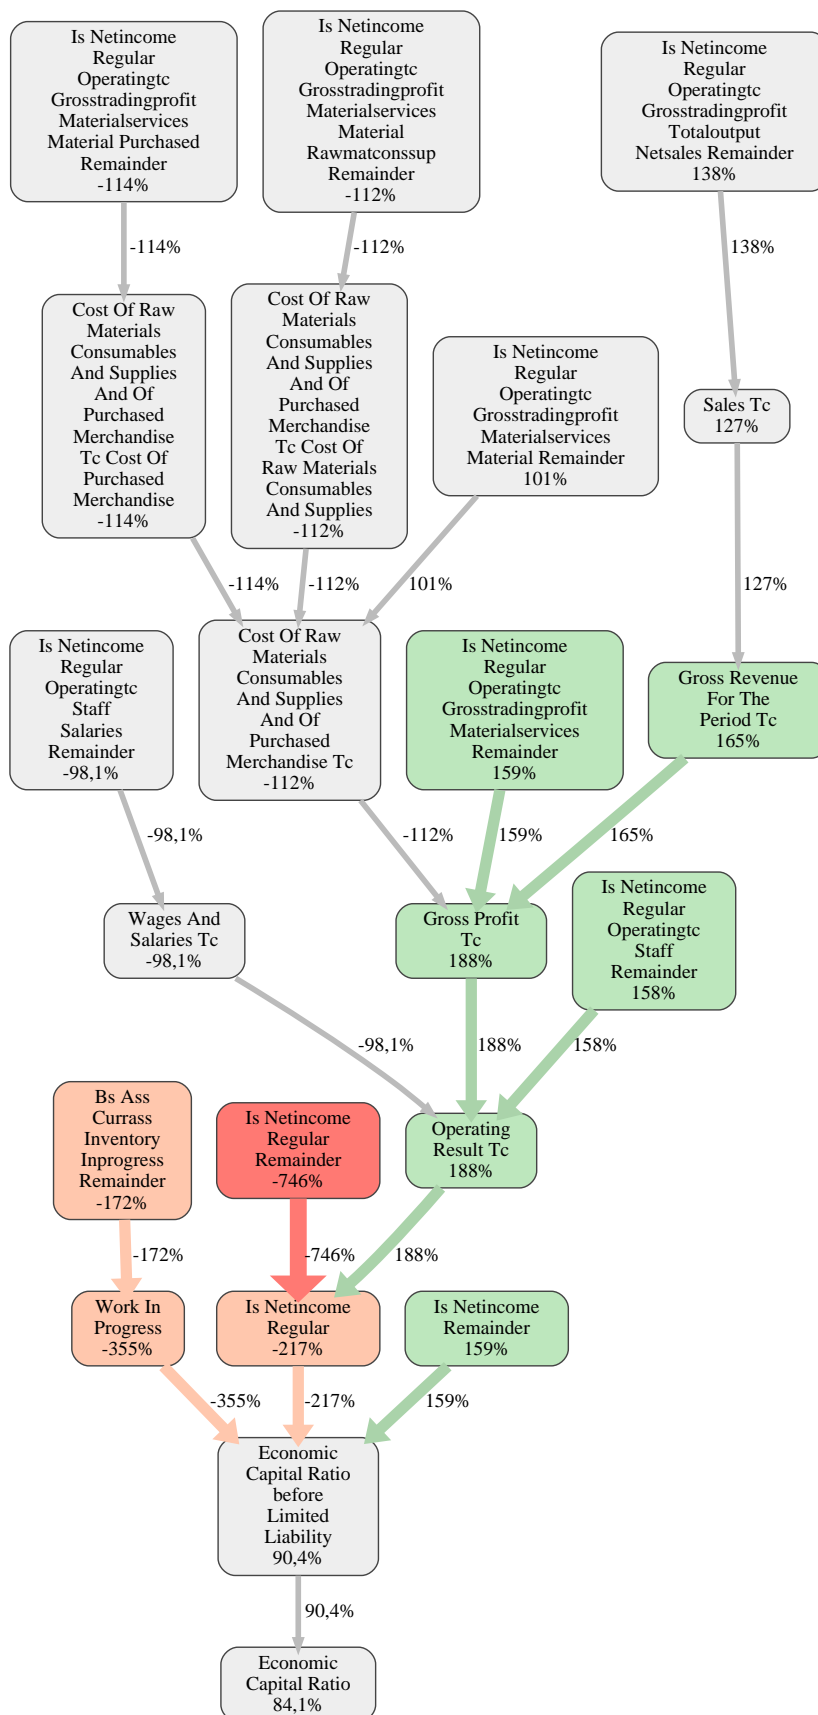 Is Netincome
Regular
Operatingtc
Grosstradingprofit
Materialservices
Material Purchased
Remainder
-114%
Is Netincome
Regular
Operatingtc
Grosstradingprofit
Materialservices
Material
Rawmatconssup
Remainder
-112%
Is Netincome
Regular
Operatingtc
Grosstradingprofit
Totaloutput
Netsales Remainder
138%
-114%
-112%
138%
Cost Of Raw
Materials
Consumables
And Supplies
And Of
Purchased
Merchandise
Tc Cost Of
Purchased
Merchandise
-114%
Cost Of Raw
Materials
Consumables
And Supplies
And Of
Purchased
Merchandise
Tc Cost Of
Raw Materials
Consumables
And Supplies
-112%
Is Netincome
Regular
Operatingtc
Grosstradingprofit
Materialservices
Material Remainder
101%
Sales Tc
127%
-114%
-112%
101%
127%
Is Netincome
Regular
Operatingtc
Staff
Salaries
Remainder
-98,1%
Cost Of Raw
Materials
Consumables
And Supplies
And Of
Purchased
Merchandise Tc
-112%
Is Netincome
Regular
Operatingtc
Grosstradingprofit
Materialservices
Remainder
159%
Gross Revenue
For The
Period Tc
165%
-98,1%
-112%
159%
165%
Wages And
Salaries Tc
-98,1%
Gross Profit
Tc
188%
Is Netincome
Regular
Operatingtc
Staff
Remainder
158%
-98,1%
188%
158%
Bs Ass
Currass
Inventory
Inprogress
Remainder
-172%
Is Netincome
Regular
Remainder
-746%
Operating
Result Tc
188%
-172%
-746%
188%
Work In
Progress
-355%
Is Netincome
Regular
-217%
Is Netincome
Remainder
159%
-355%
-217%
159%
Economic
Capital Ratio
before
Limited
Liability
90,4%
90,4%
Economic
Capital Ratio
84,1%